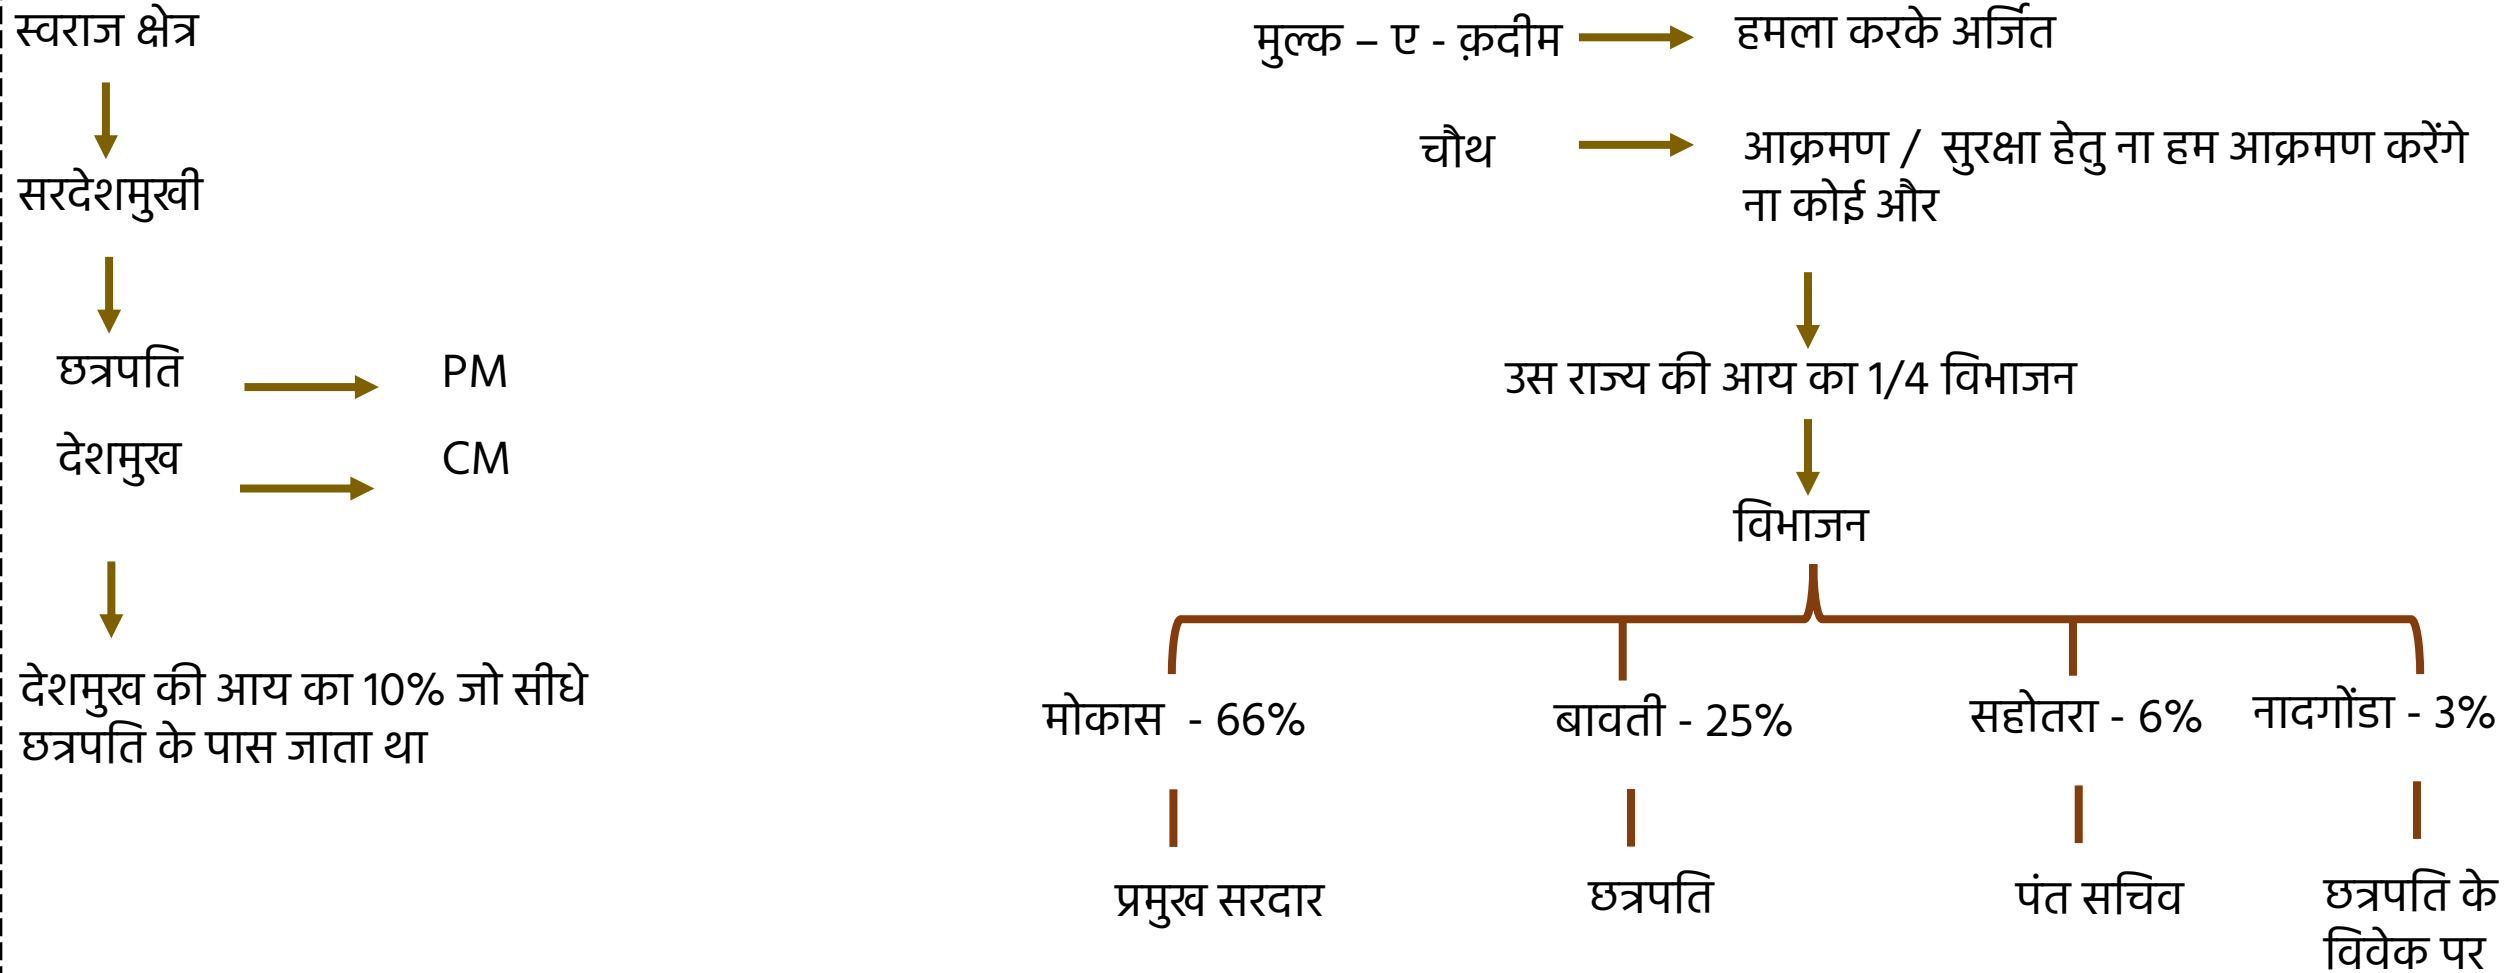 स्वराज क्षेत्र
सरदेशमुखी
छत्रपति
PM
देशमुख
CM
देशमुख की आय का 10% जो सीधे
छत्रपति के पास जाता था
मुल्क – ए - क़दीम
हमला करके अर्जित
चौथ
आक्रमण / सुरक्षा हेतु ना हम आक्रमण करेंगे
ना कोई और
उस राज्य की आय का 1/4 विभाजन
विभाजन
मोकास - 66%
बावती - 25%
सहोतरा - 6%
नादगोंडा - 3%
प्रमुख सरदार
छत्रपति
पंत सचिव
छत्रपति के
विवेक पर